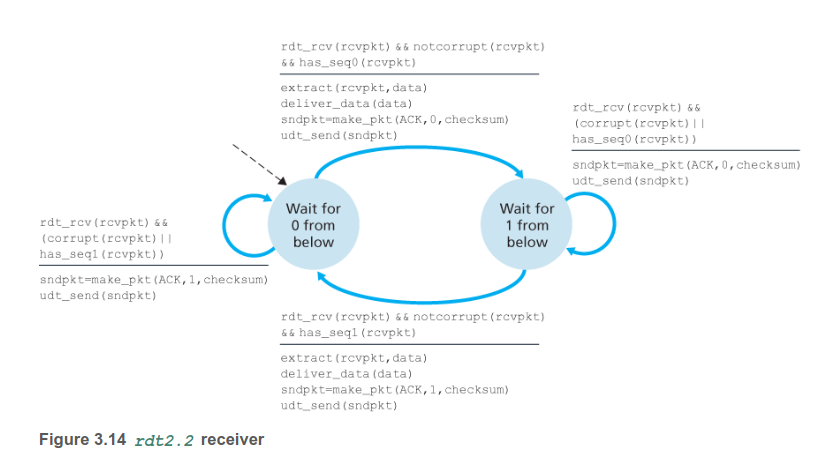 rdt_rcv(rcvpkt) && notcorrupt(rcvpkt)
&& has_seq0(rcvpkt)
extract(rcvpkt,data)
deliver_data(data)
sndpkt=make_pkt(ACK,0,checksum)
udt_send(sndpkt)
rdt_rcv(rcvpkt) &&
(corrupt(rcvpkt)||
has_seq0(rcvpkt))
sndpkt=make_pkt(ACK,0,checksum)
udt_send(sndpkt)
Wait for
0 from
below
Wait for
1 from
below
rdt_rcv(rcvpkt) &&
(corrupt(rcvpkt)||
has_seq1(rcvpkt))
sndpkt=make_pkt(ACK,1,checksum)
udt_send(sndpkt)
rdt_rcv(rcvpkt) && notcorrupt(rcvpkt)
&& has_seq1(rcvpkt)
extract(rcvpkt,data)
deliver_data(data)
sndpkt=make_pkt(ACK,1,checksum)
udt_send(sndpkt)
Figure 3.14 rdt2.2 receiver